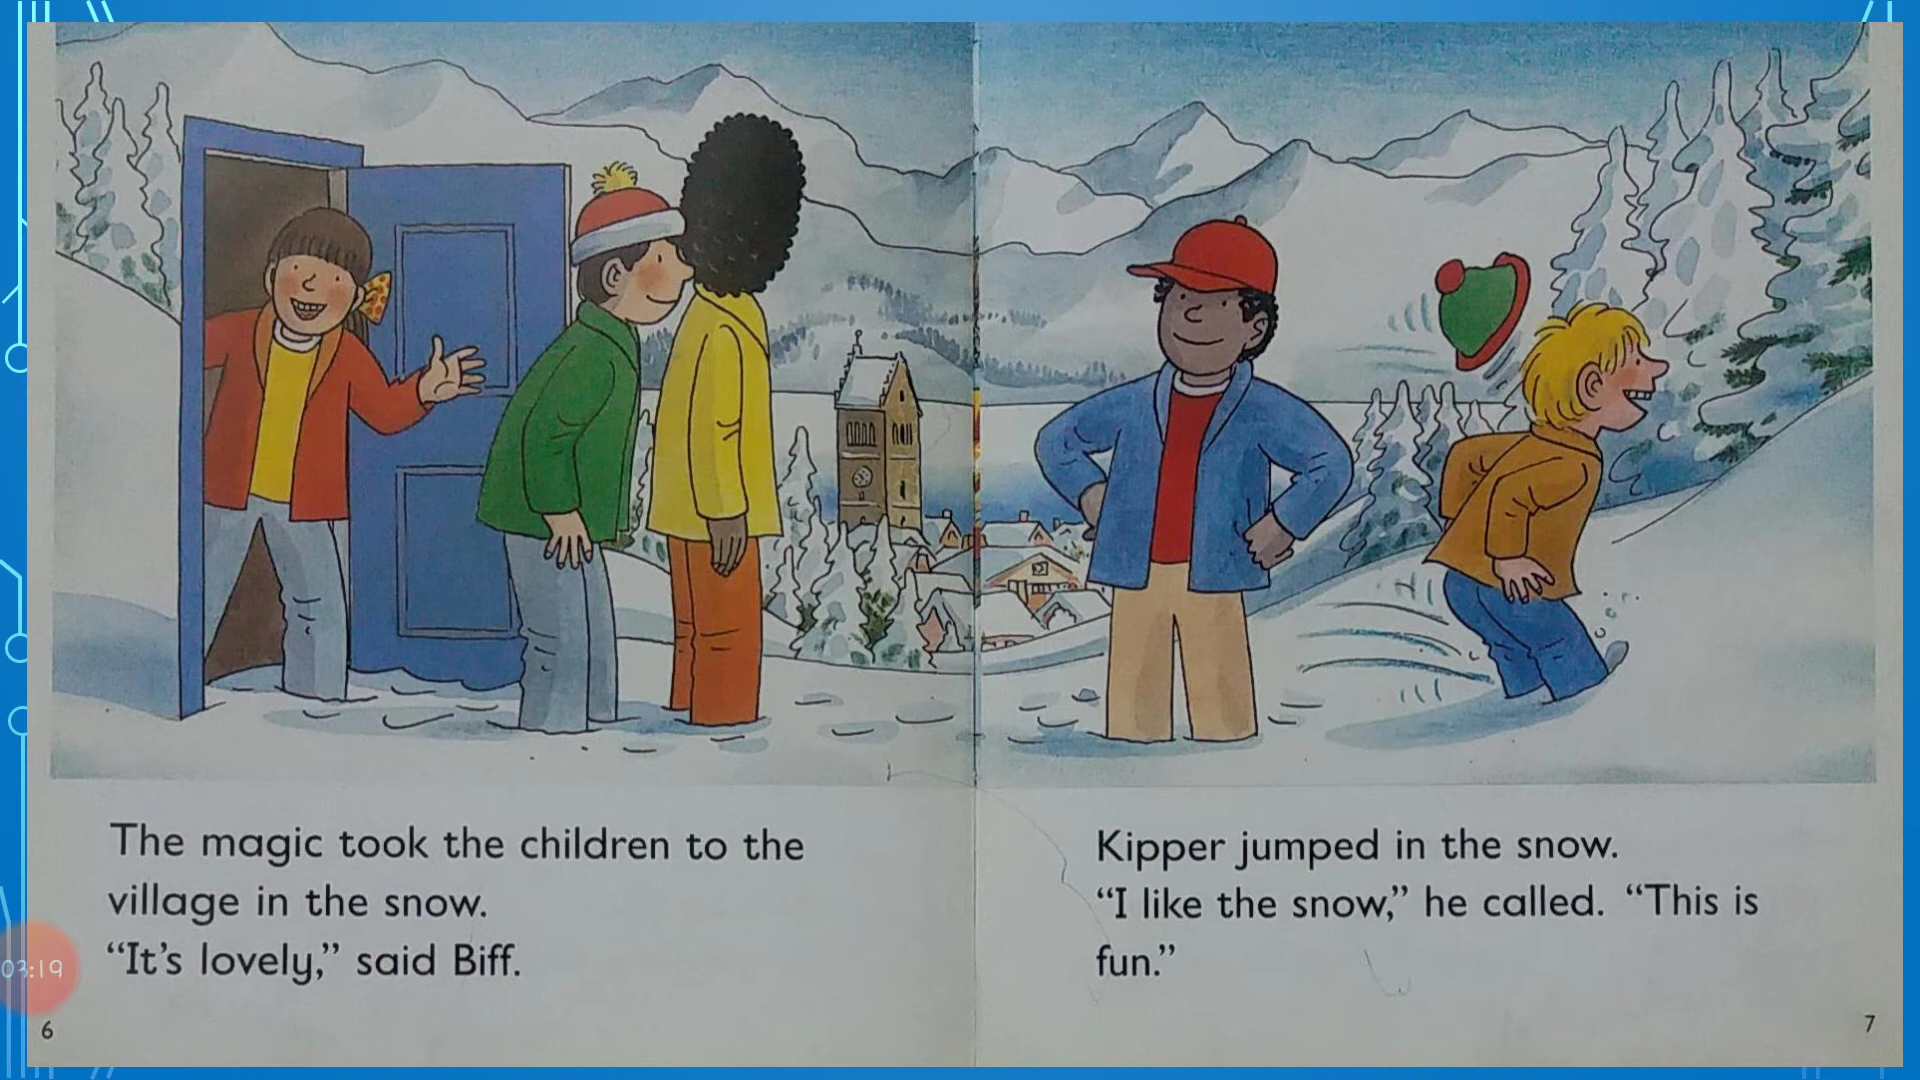 The magic took the children to the
village in the snow.
“It’s lovely,” said Biff.
6
Kipper jumped in the snow.
“I like the snow,” he called. “This is
fun.”
7
03:19